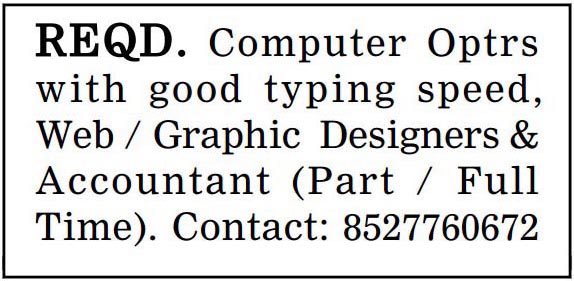 REQD. Computer Optrs
with good typing speed,
Web / Graphic Designers &
Accountant (Part / Full
Time). Contact: 8527760672